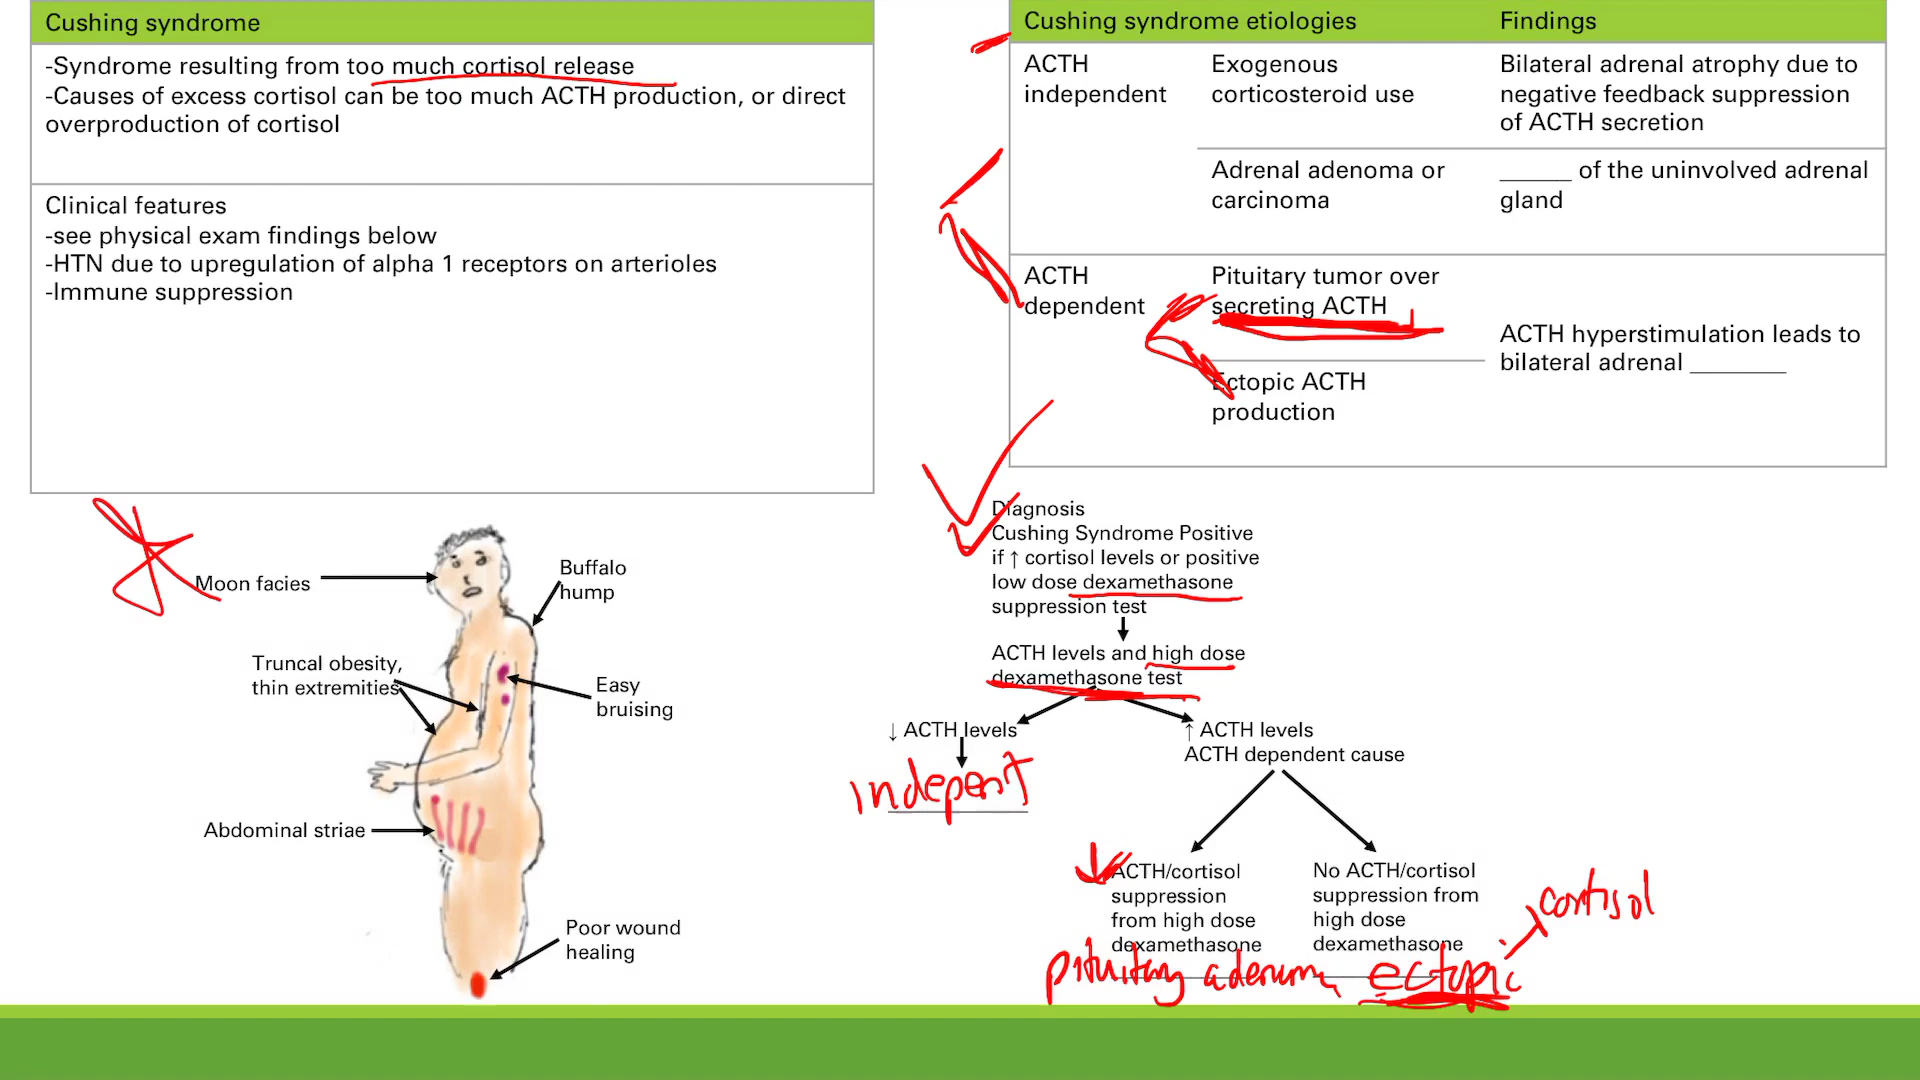 Cushing syndrome
-Syndrome resulting from too much cortisol release
-Causes of excess cortisol can be too much ACTH production, or direct
overproduction of cortisol
Clinical features
-see physical exam findings below
-HTN due to upregulation of alpha 1 receptors on arterioles
-Immune suppression
Cushing syndrome etiologies
Findings
ACTH
independent
Exogenous
corticosteroid use
Bilateral adrenal atrophy due to
negative feedback suppression
of ACTH secretion
Adrenal adenoma or
carcinoma
______ of the uninvolved adrenal
gland
ACTH
dependent
Pituitary tumor over
secreting ACTH
Ectopic ACTH
production
ACTH hyperstimulation leads to
bilateral adrenal ________
Moon facies
Buffalo
hump
Truncal obesity,
thin extremities
Easy
bruising
Abdominal striae
Poor wound
healing
Diagnosis
Cushing Syndrome Positive
if ↑ cortisol levels or positive
low dose dexamethasone
suppression test
ACTH levels and high dose
dexamethasone test
↓ ACTH levels
indepent
↑ ACTH levels
ACTH dependent cause
ACTH/cortisol
suppression
from high dose
dexamethasone
pituitary adenoma
No ACTH/cortisol
suppression from
high dose
dexamethasone
ectopic
cortisol